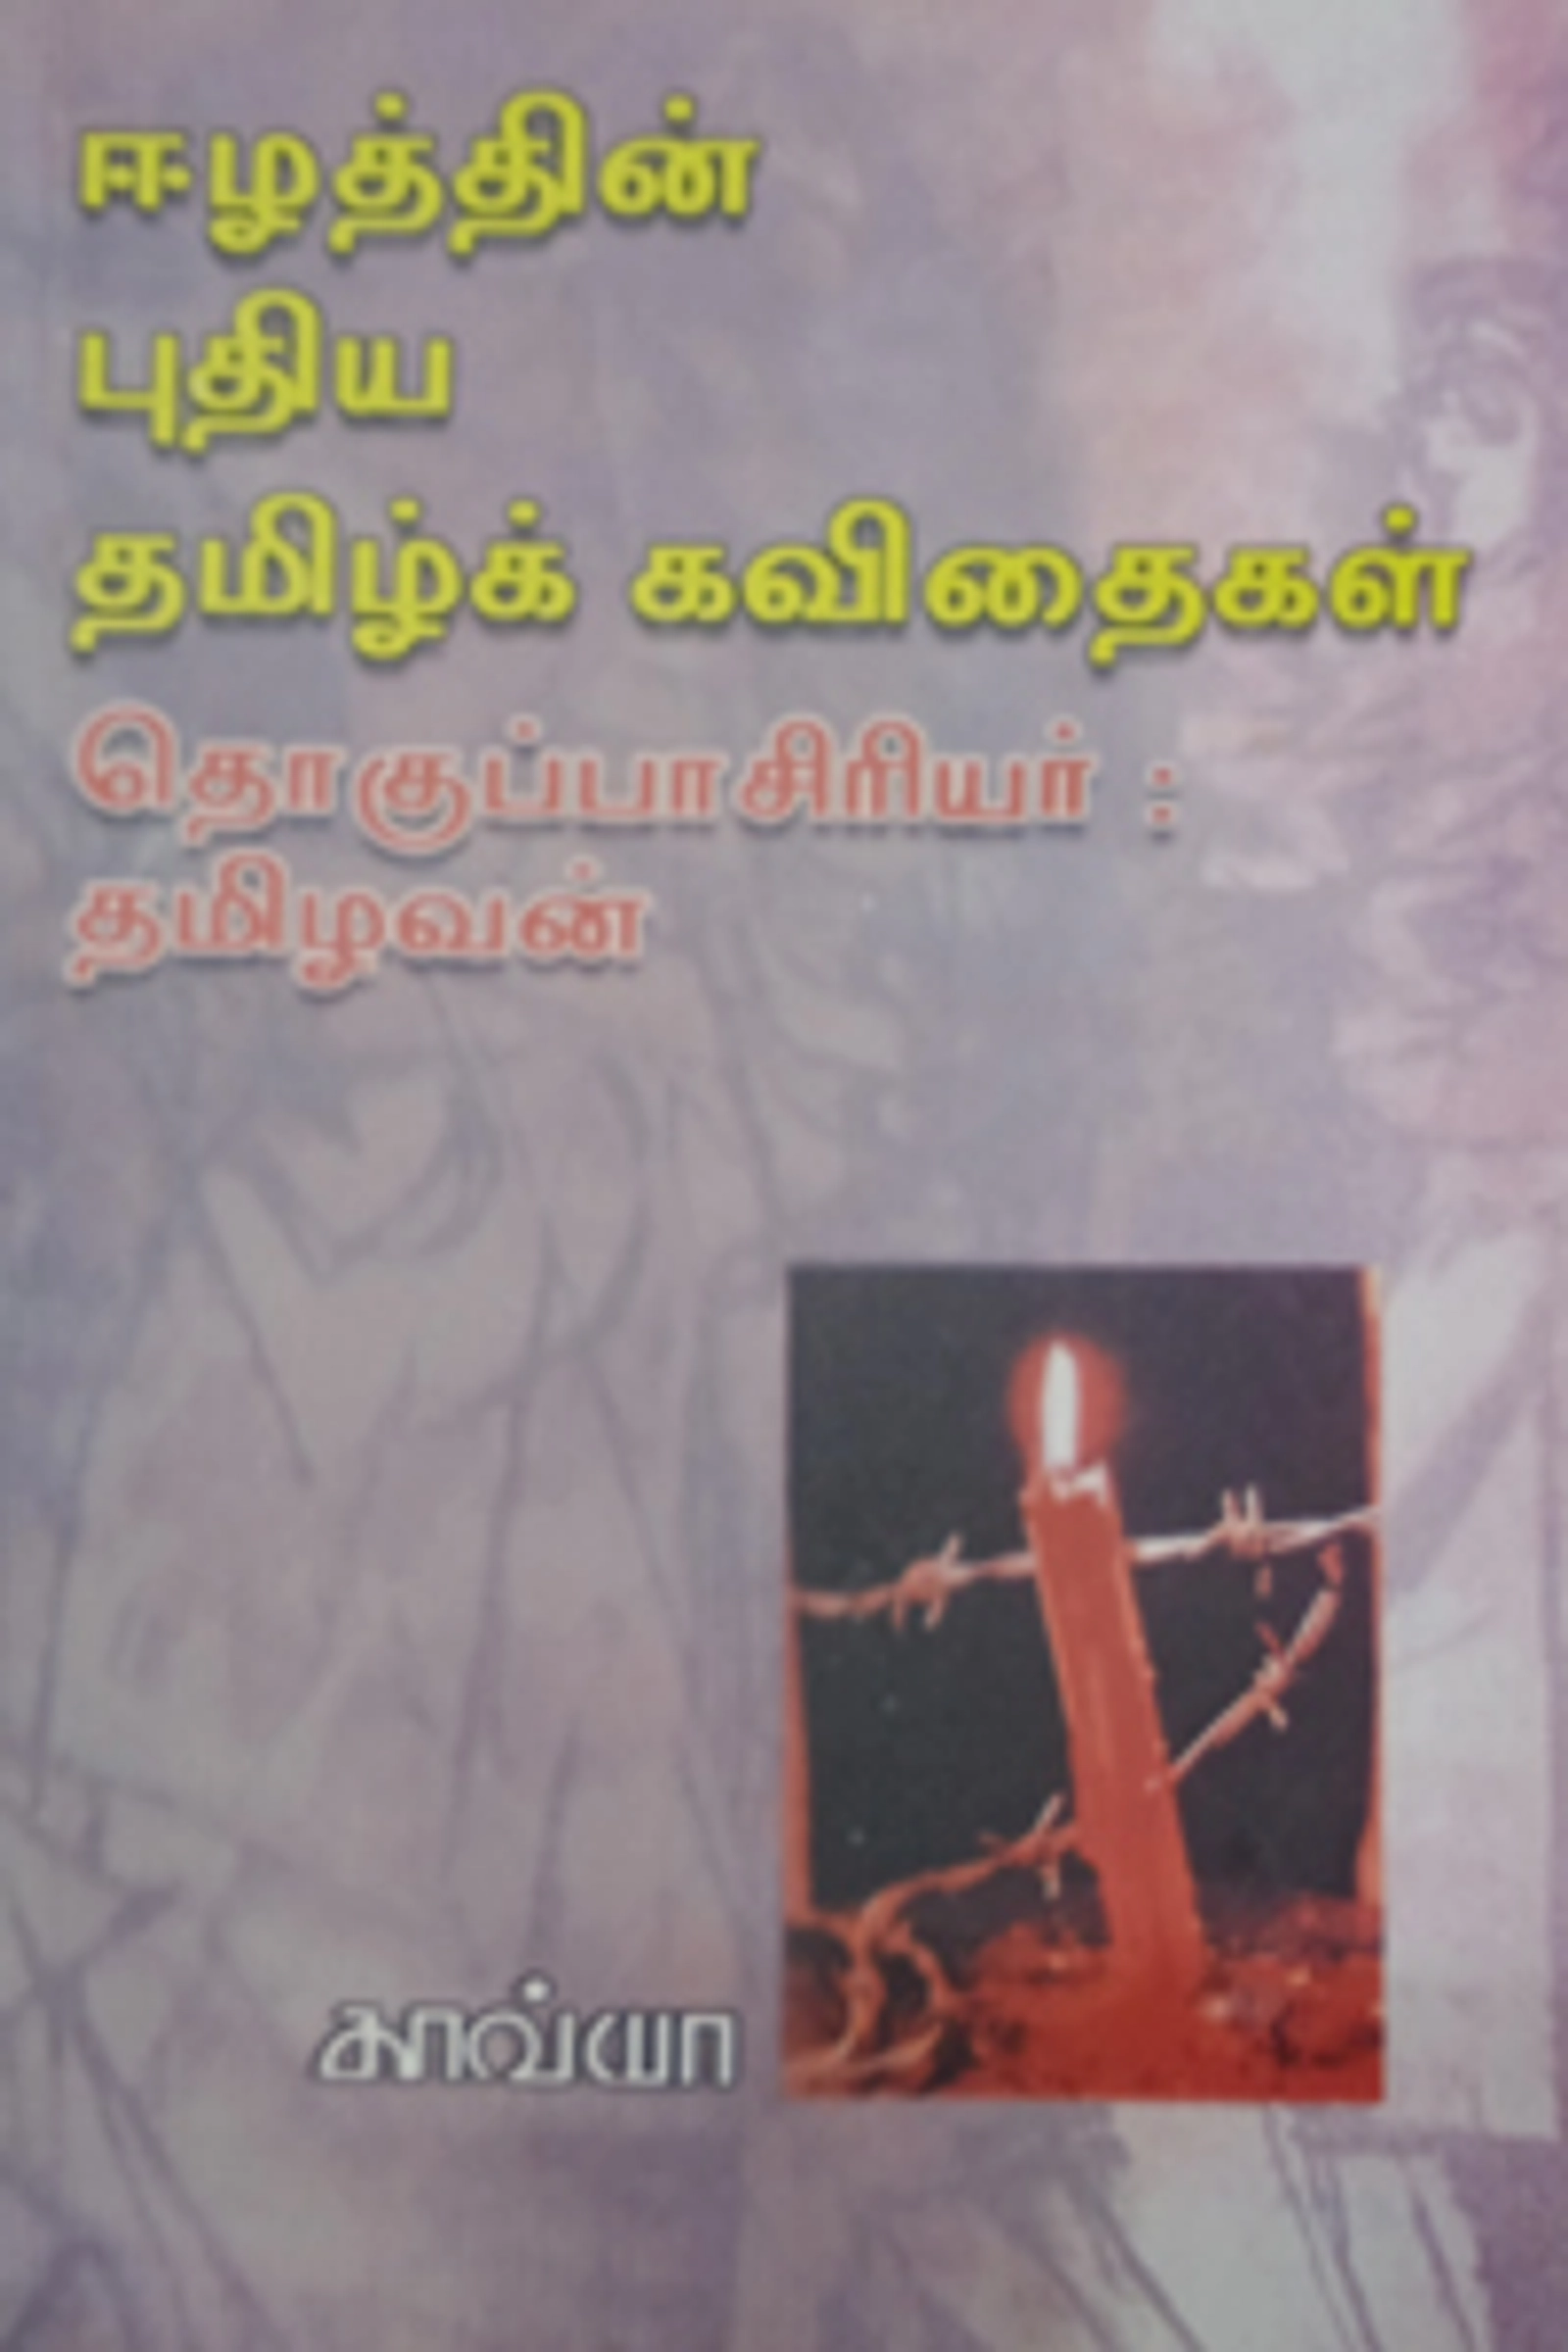 ஈழத்தின்
புதிய
தமிழ்க் கவிதைகள்
தொகுப்பாசிரியர் :
தமிழவன்
காவ்யா